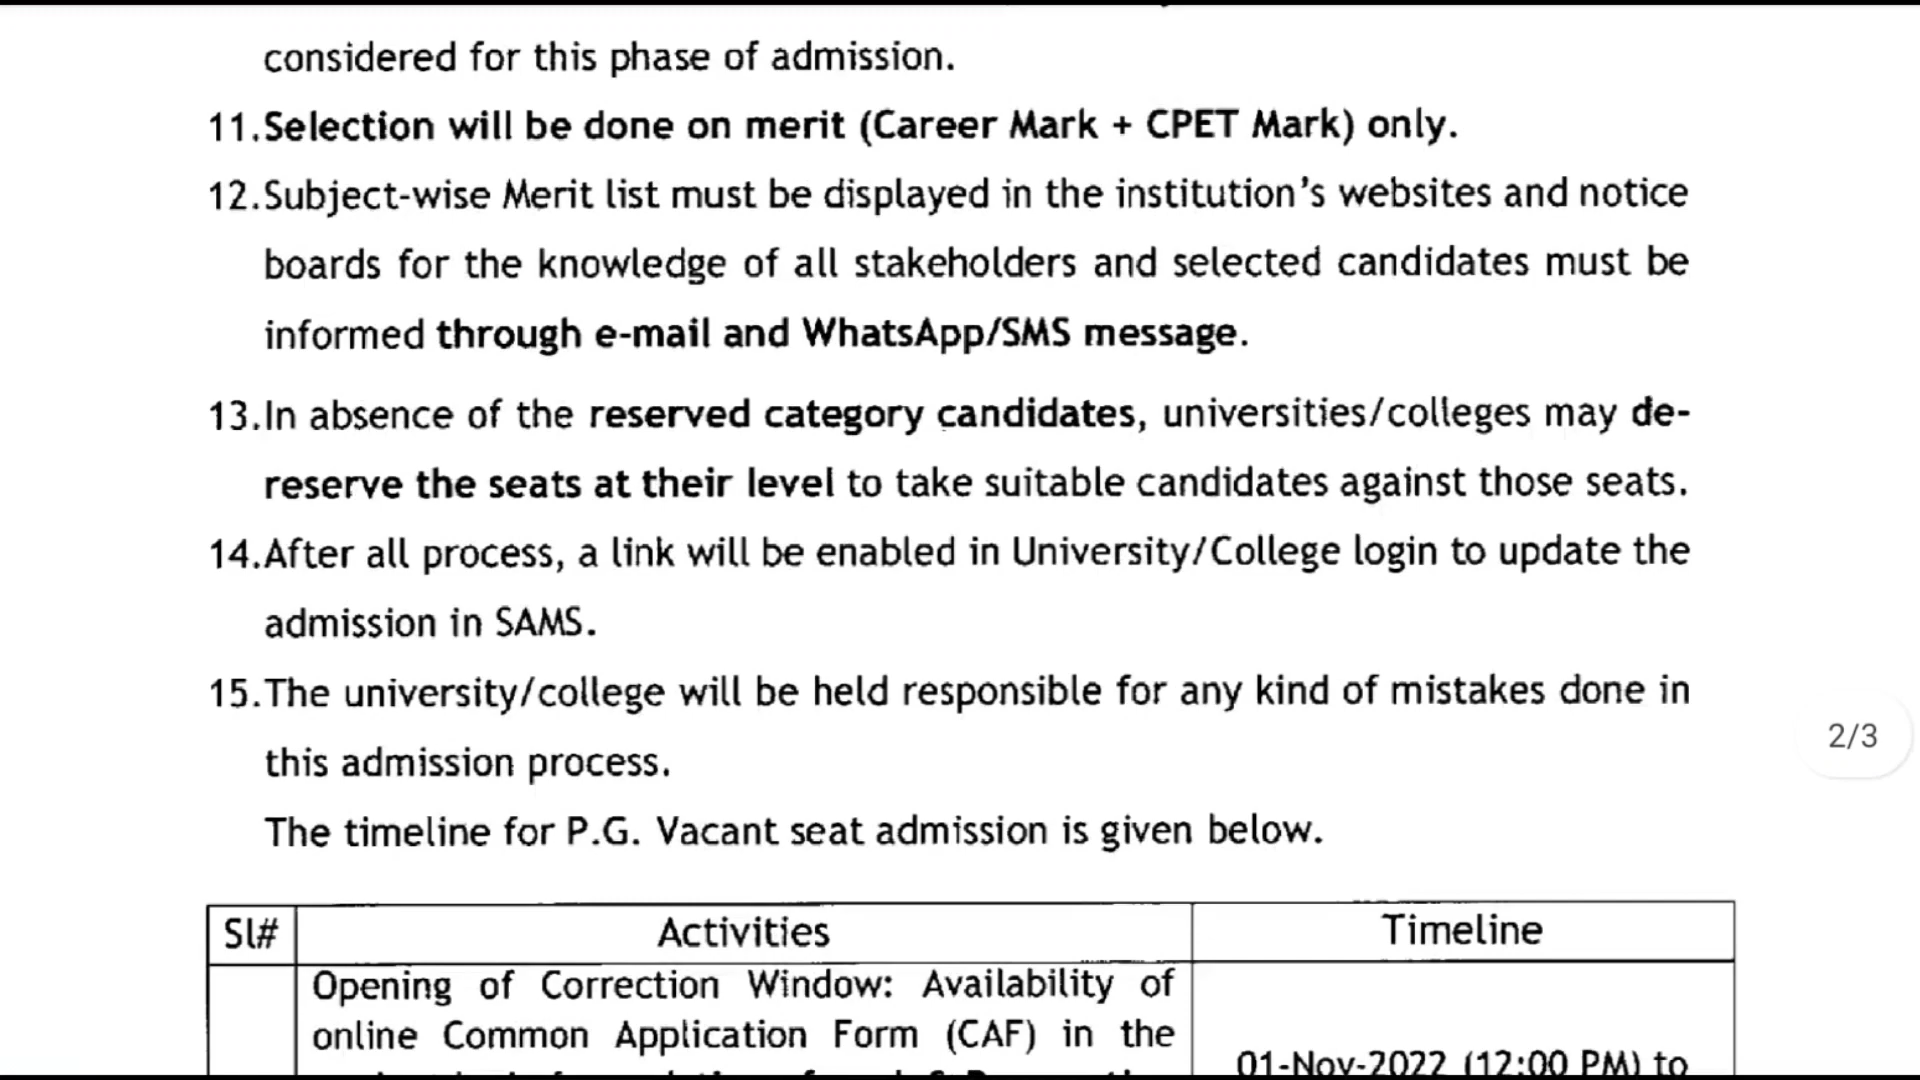 considered for this phase of admission.
11.Selection will be done on merit (Career Mark + CPET Mark) only.
12.Subject-wise Merit list must be displayed in the institution’s websites and notice
boards for the knowledge of all stakeholders and selected candidates must be
informed through e-mail and WhatsApp/SMS message.
13.In absence of the reserved category candidates, universities/colleges may de-
reserve the seats at their level to take suitable candidates against those seats.
14.After all process, a link will be enabled in University/College login to update the
admission in SAMS.
15.The university/college will be held responsible for any kind of mistakes done in
this admission process.
The timeline for P.G. Vacant seat admission is given below.
Sl# Activities Timeline
Opening of Correction Window: Availability of
online Common Application Form (CAF) in the
01-Nov-2022 (12:00 PM) to
2/3